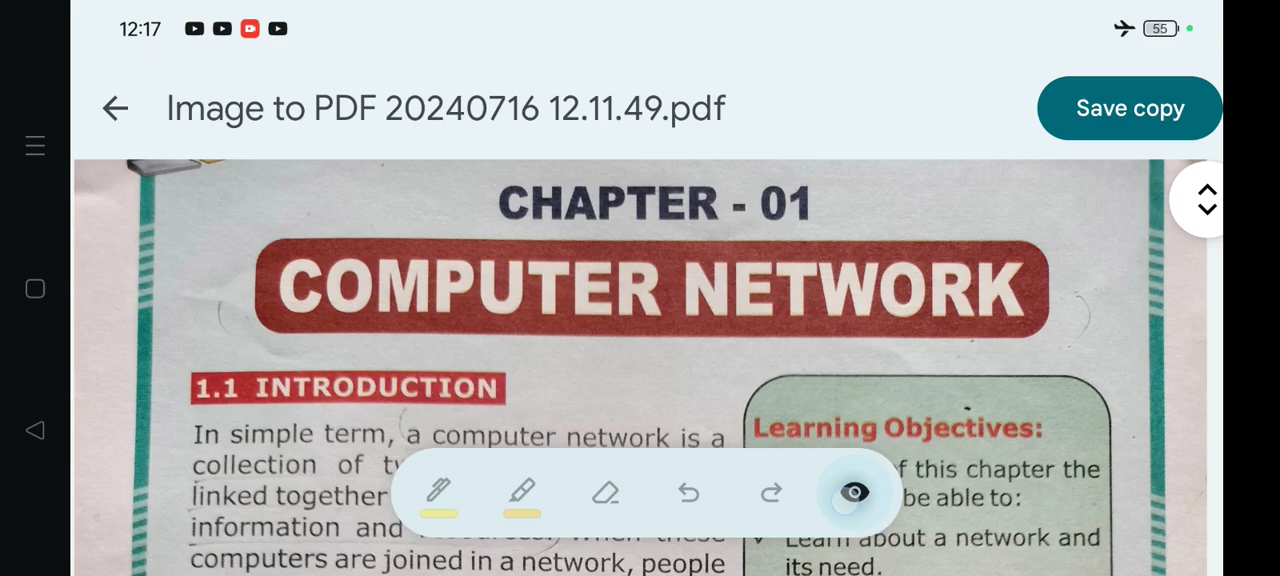 12:17
55
Image to PDF 20240716 12.11.49.pdf
Save copy
CHAPTER - 01
COMPUTER NETWORK
1.1 INTRODUCTION
In simple term, a computer network is a
collection of
linked together
information and
computers are joined in a network, people
Learning Objectives:
of this chapter the
be able to:
Learn about a network and
its need.